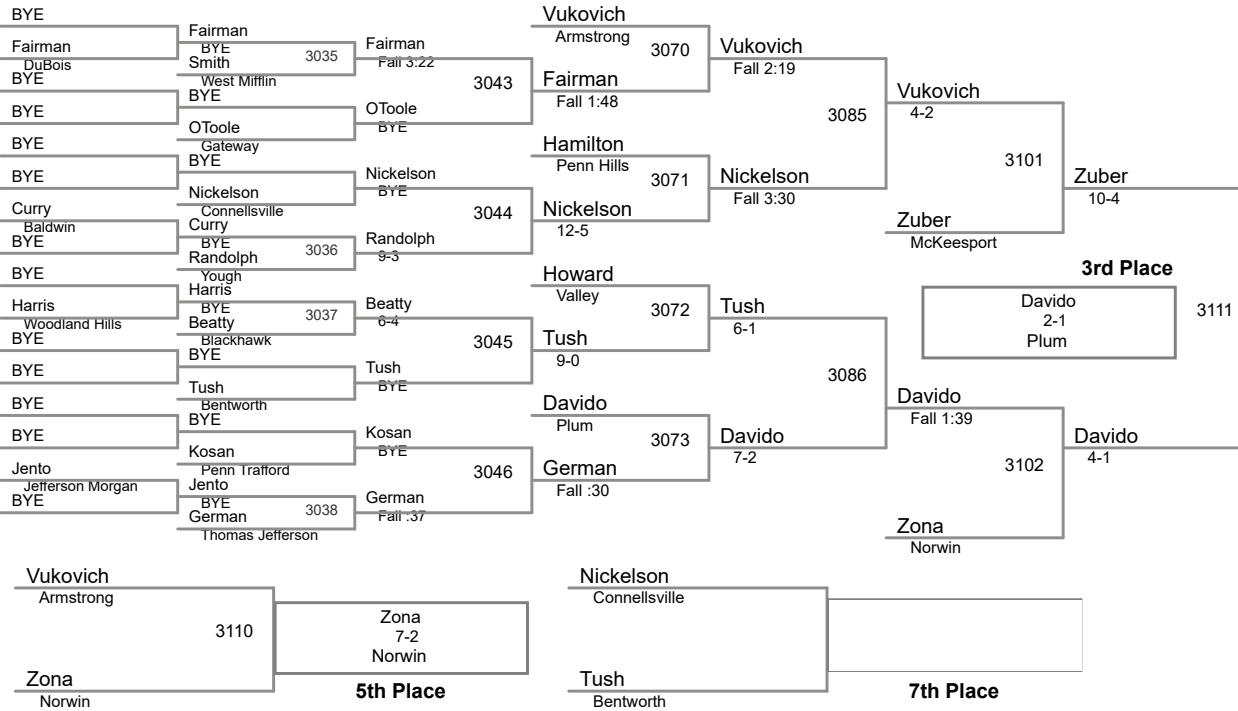 BYE
Fairman
DuBois
BYE
BYE
BYE
BYE
Curry
Baldwin
BYE
BYE
Harris
Woodland Hills
BYE
BYE
BYE
BYE
Jento
Jefferson Morgan
BYE
Fairman
BYE
Smith
West Mifflin
3035
BYE
OToole
Gateway
BYE
Nickelson
Connellsville
Curry
BYE
Randolph
Yough
3036
Harris
BYE
Beatty
Blackhawk
3037
BYE
Tush
Bentworth
BYE
Kosan
Penn Trafford
Jento
BYE
German
Thomas Jefferson
3038
Fairman
Fall 3:22
3043
OToole
BYE
Nickelson
BYE
3044
Randolph
9-3
Beatty
6-4
3045
Tush
BYE
Kosan
BYE
3046
German
Fall :37
Vukovich
Armstrong
3070
Fairman
Fall 1:48
Hamilton
Penn Hills
3071
Nickelson
12-5
Howard
Valley
3072
Tush
9-0
Davido
Plum
3073
German
Fall :30
Vukovich
Fall 2:19
3085
Nickelson
Fall 3:30
Tush
6-1
3086
Davido
7-2
Vukovich
4-2
3101
Zuber
McKeesport
Davido
Fall 1:39
3102
Zona
Norwin
Zuber
10-4
3rd Place
Davido
2-1
Plum
3111
Davido
4-1
Vukovich
Armstrong
3110
Zona
Norwin
Zona
7-2
Norwin
5th Place
Nickelson
Connellsville
Tush
Bentworth
7th Place